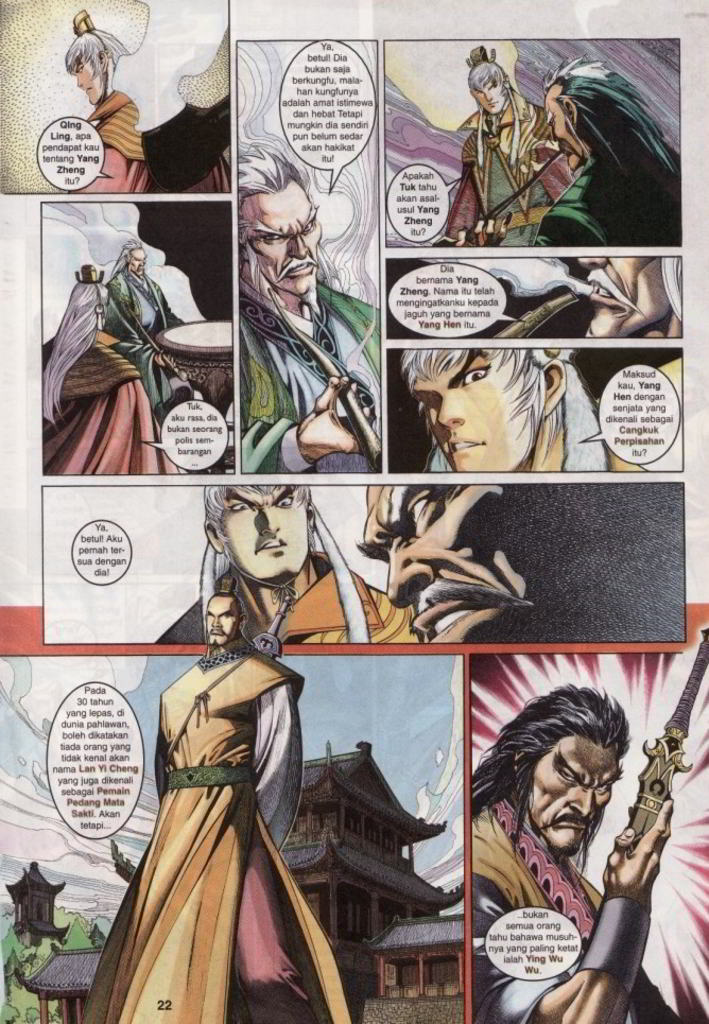 Qing
Ling, apa
pendapat kau
tentang Yang
Zheng
itu?
Ya,
betul! Dia
bukan saja
berkungfu, mala-
han kungfunya
adalah amat istimewa
dan hebat Tetapi
mungkin dia sendiri
pun belum sedar
akan hakikat
itu!
Apakah
Tuk tahu
akan asal-
usul Yang
Zheng
itu?
Tuk,
aku rasa, dia
bukan seorang
polis sem-
barangan
...
Dia
bernama Yang
Zheng. Nama itu telah
mengingatkanku kepada
jaguh yang bernama
Yang Hen itu.
Maksud
kau, Yang
Hen dengan
senjata yang
dikenali sebagai
Cangkuk
Perpisahan
itu?
Ya,
betul! Aku
pernah ter-
sua dengan
dia!
Pada
30 tahun
yang lepas, di
dunia pahlawan,
boleh dikatakan
tiada orang yang
tidak kenal akan
nama Lan Yi Cheng
yang juga dikenali
sebagai Pemain
Pedang Mata
Sakti. Akan
tetapi...
..bukan
semua orang
tahu bahawa musuh-
nya yang paling ketat
ialah Ying Wu
Wu.
22